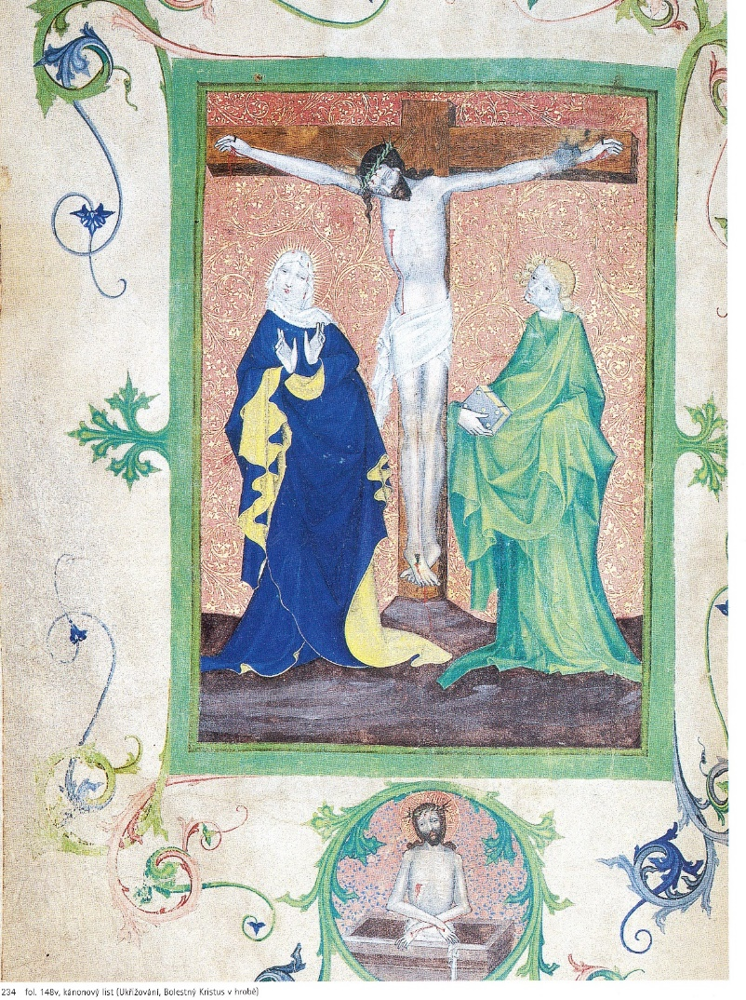 234 fol. 148v, kánonový list (Ukřižování, Bolestný Kristus v hrobě)